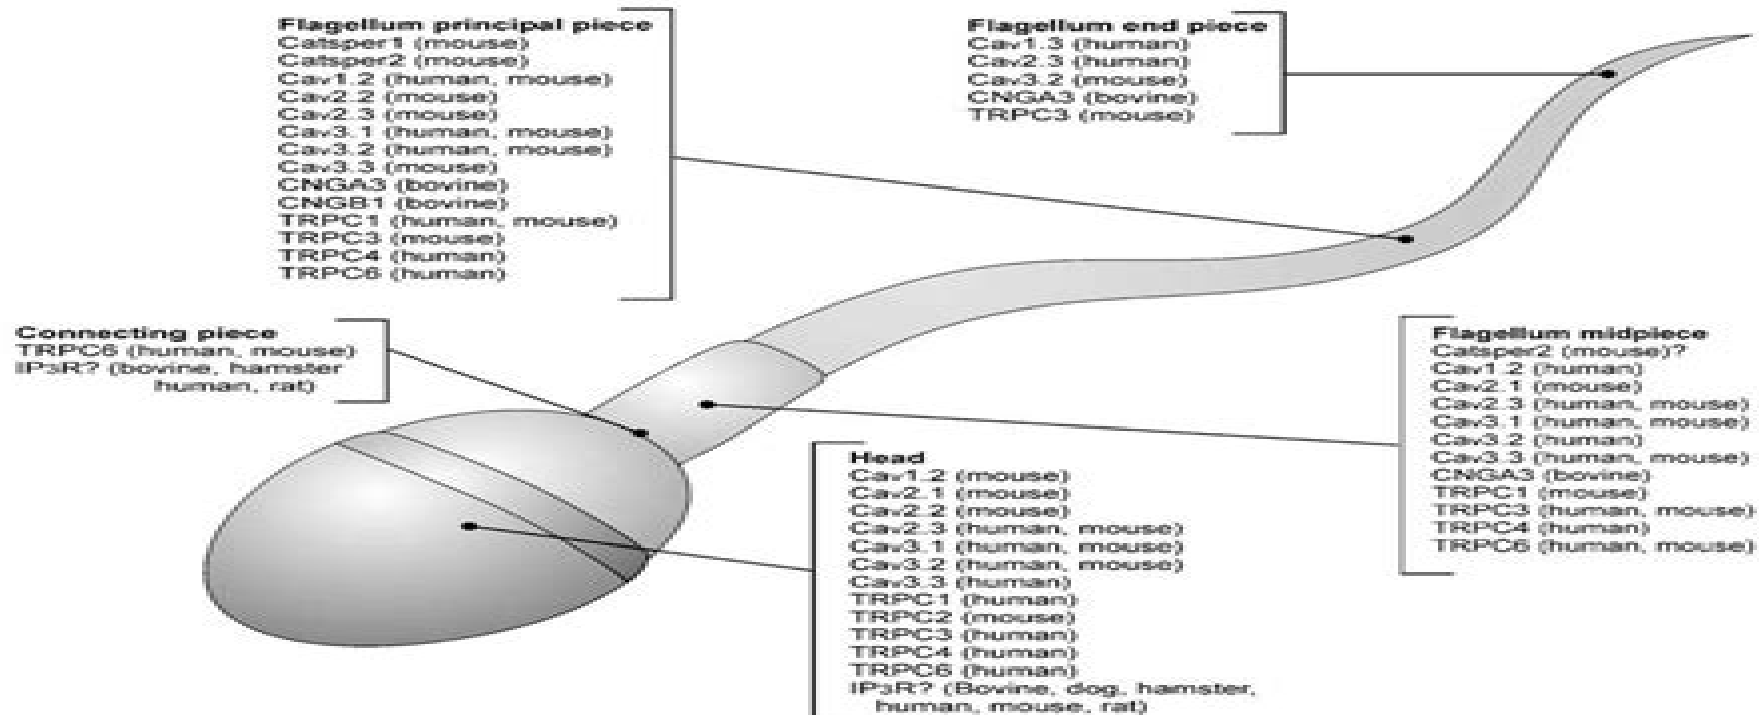 Flagellum principal piece
Catsper1 (mouse)
Catsper2 (mouse)
Cav1.2 (human, mouse)
Cav2.2 (mouse)
Cav2.3 (mouse)
Cav3.1 (human, mouse)
Cav3.2 (human, mouse)
Cav3.3 (mouse)
CNGA3 (bovine)
CNGB1 (bovine)
TRPC1 (human, mouse)
TRPC3 (mouse)
TRPC4 (human)
TRPC6 (human)
Flagellum end piece
Cav1.3 (human)
Cav2.3 (human)
Cav3.2 (mouse)
CNGA3 (bovine)
TRPC3 (mouse)
Connecting piece
TRPC6 (human, mouse)
IP3R? (bovine, hamster
human, rat)
Flagellum midpiece
Catsper2 (mouse)?
Cav1.2 (human)
Cav2.1 (mouse)
Cav2.3 (human, mouse)
Cav3.1 (human, mouse)
Cav3.2 (human)
Cav3.3 (human, mouse)
CNGA3 (bovine)
TRPC1 (mouse)
TRPC3 (human, mouse)
TRPC4 (human)
TRPC6 (human, mouse)
Head
Cav1.2 (mouse)
Cav2.1 (mouse)
Cav2.2 (mouse)
Cav2.3 (human, mouse)
Cav3.1 (human, mouse)
Cav3.2 (human, mouse)
Cav3.3 (human)
TRPC1 (human)
TRPC2 (mouse)
TRPC3 (human)
TRPC4 (human)
TRPC6 (human)
IP3R? (Bovine, dog, hamster,
human, mouse, rat)